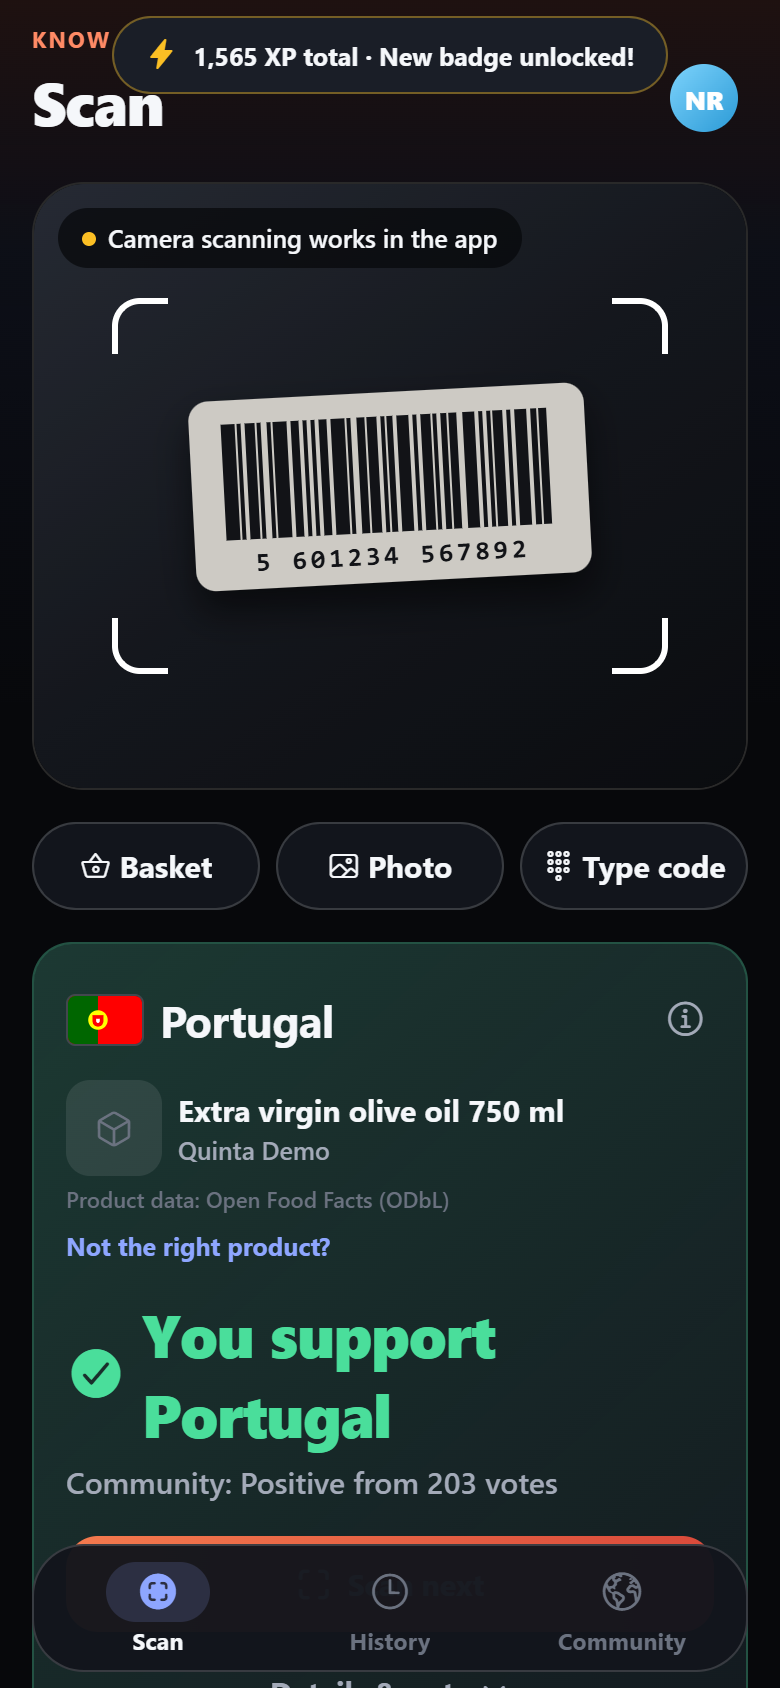 KNOW
1,565 XP total · New badge unlocked!
Scan
NR
Camera scanning works in the app
5 601234 567892
Basket
Photo
Type code
Portugal
Extra virgin olive oil 750 ml
Quinta Demo
Product data: Open Food Facts (ODbL)
Not the right product?
You support
Portugal
Community: Positive from 203 votes
next
Scan
History
Community